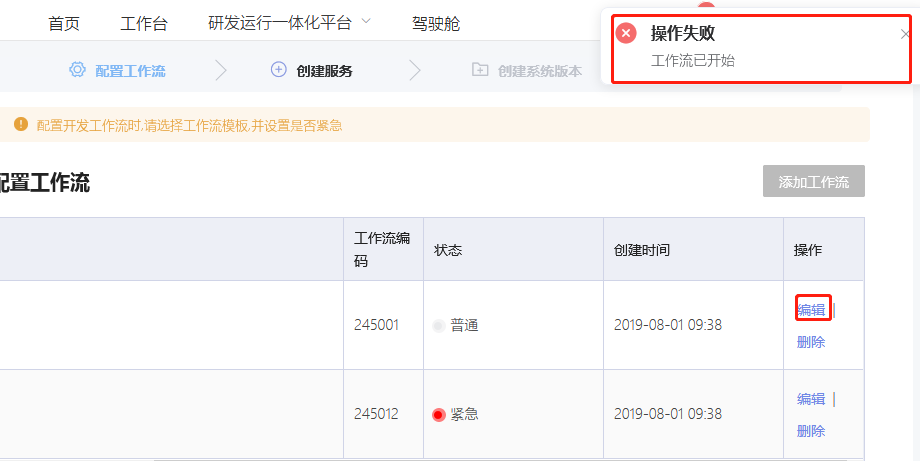 首页 工作台 研发运行一体化平台 驾驶舱
操作失败
工作流已开始
配置工作流 创建服务 创建系统版本
配置开发工作流时,请选择工作流模板,并设置是否紧急
配置工作流
添加工作流
工作流编码 状态 创建时间 操作
245001 普通 2019-08-01 09:38 编辑 |
删除
245012 紧急 2019-08-01 09:38 编辑 |
删除